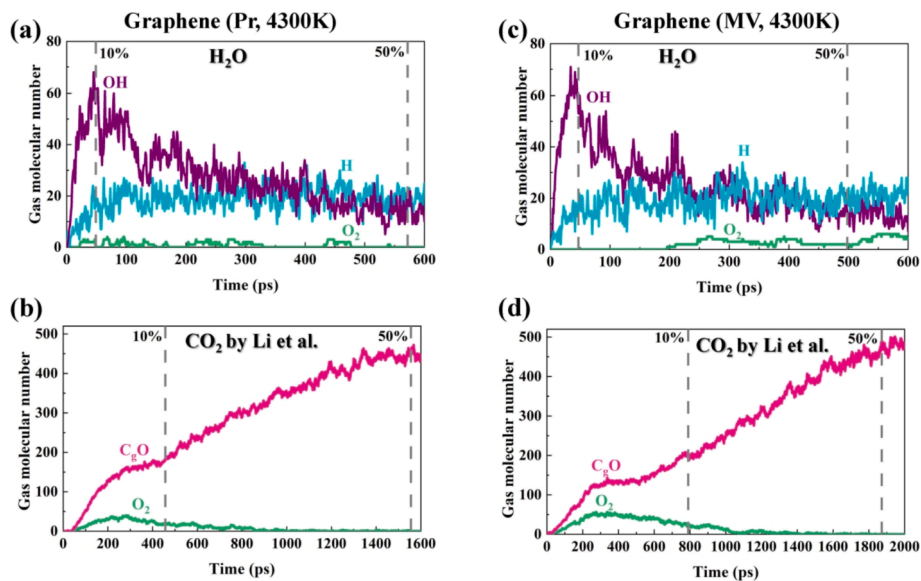 Graphene (Pr, 4300K)
(a)
10%
50%
H₂O
OH
H
O₂
Gas molecular number
80
60
40
20
0
0 100 200 300 400 500 600
Time (ps)
Graphene (MV, 4300K)
(c)
10%
50%
H₂O
OH
H
O₂
Gas molecular number
80
60
40
20
0
0 100 200 300 400 500 600
Time (ps)
(b)
10%
50%
CO₂ by Li et al.
CgO
O₂
Gas molecular number
500
400
300
200
100
0
0 200 400 600 800 1000 1200 1400 1600
Time (ps)
(d)
10%
50%
CO₂ by Li et al.
CgO
O₂
Gas molecular number
500
400
300
200
100
0
0 200 400 600 800 1000 1200 1400 1600 1800 2000
Time (ps)